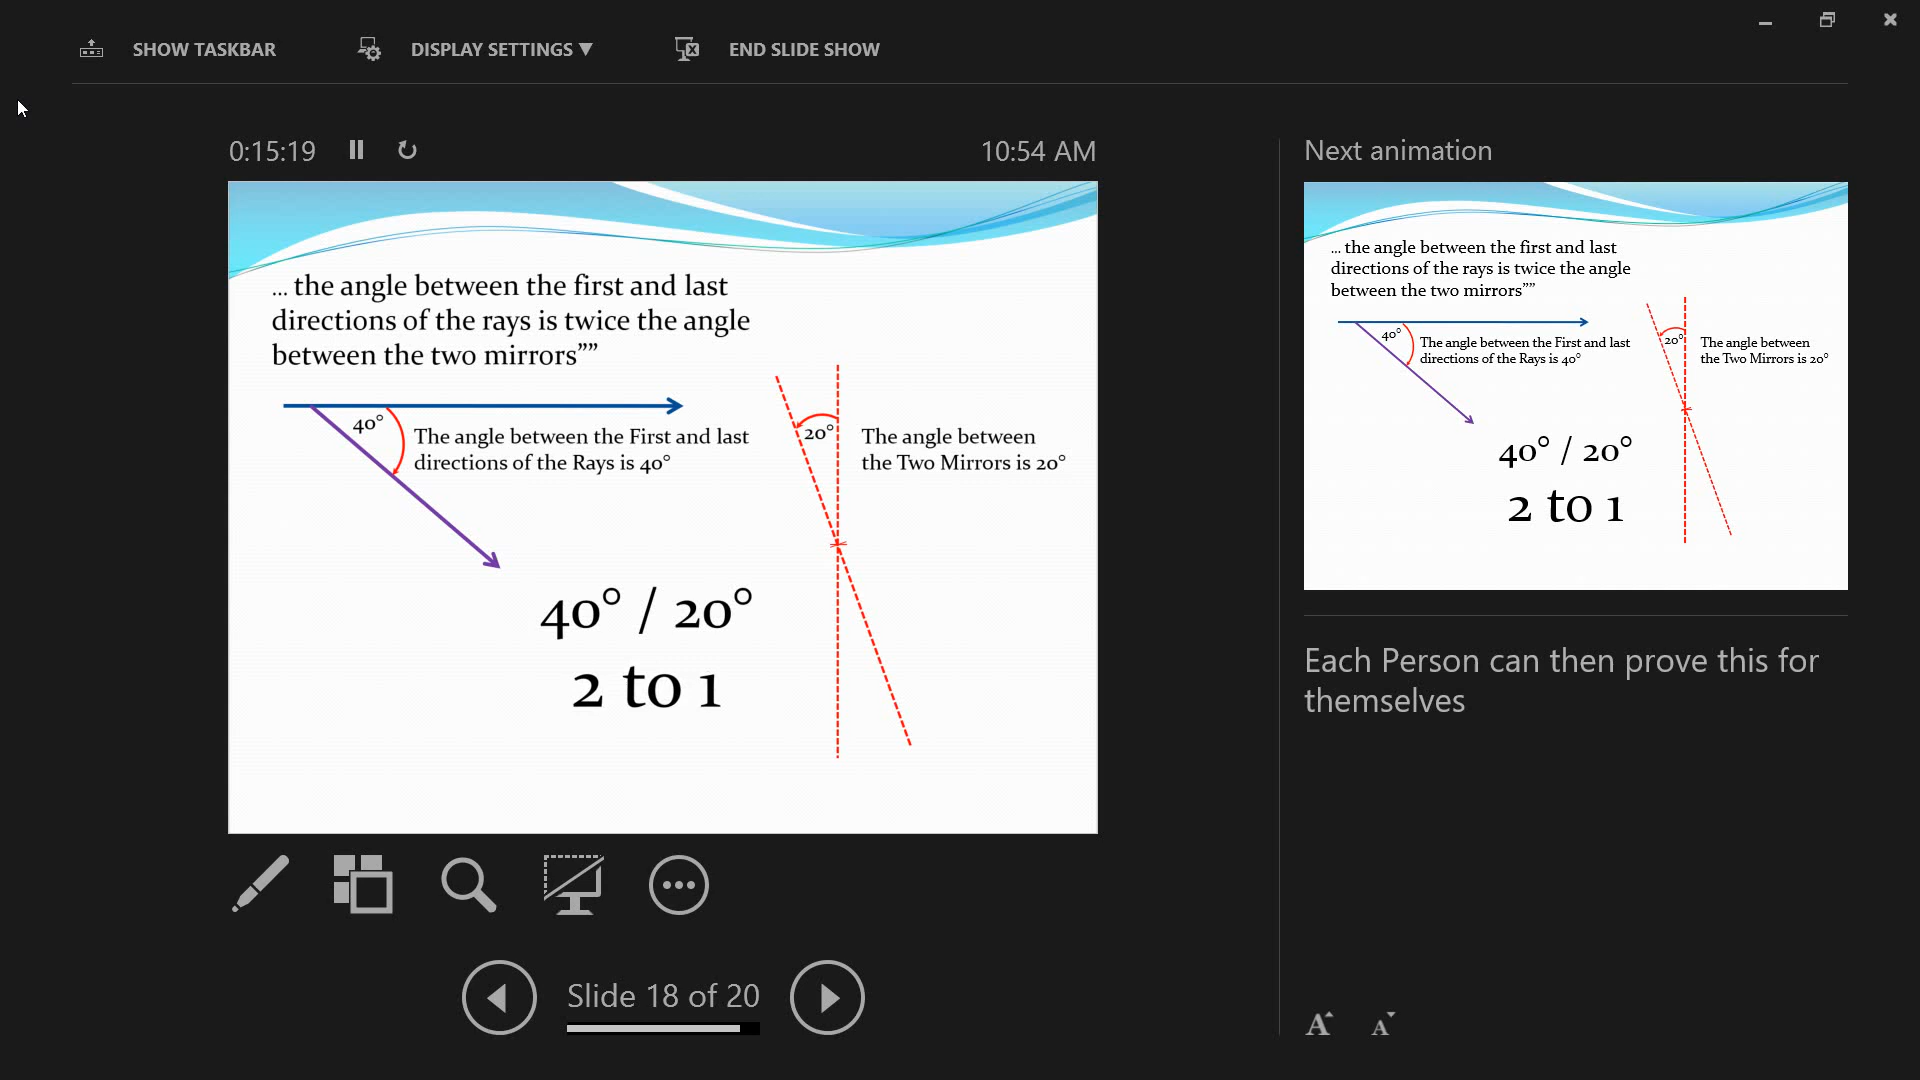 SHOW TASKBAR
DISPLAY SETTINGS ▼
END SLIDE SHOW
0:15:19
10:54 AM
... the angle between the first and last
directions of the rays is twice the angle
between the two mirrors””
40°
The angle between the First and last
directions of the Rays is 40°
20°
The angle between
the Two Mirrors is 20°
40° / 20°
2 to 1
Slide 18 of 20
Next animation
... the angle between the first and last
directions of the rays is twice the angle
between the two mirrors””
40°
The angle between the First and last
directions of the Rays is 40°
20°
The angle between
the Two Mirrors is 20°
40° / 20°
2 to 1
Each Person can then prove this for
themselves
A A